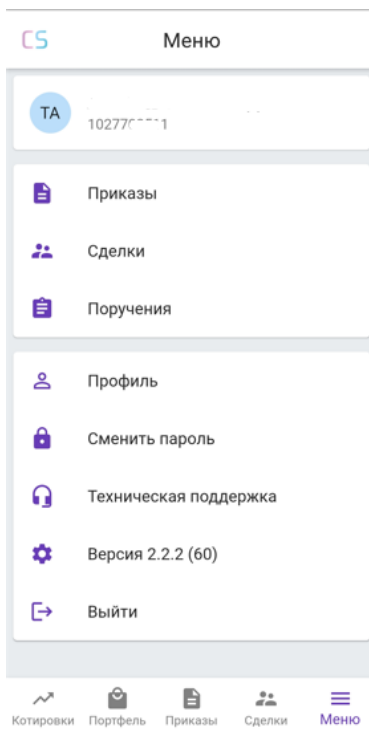 CS
Меню
TA
Приказы
Сделки
Поручения
Профиль
Сменить пароль
Техническая поддержка
Версия 2.2.2 (60)
Выйти
Котировки Портфель Приказы Сделки Меню